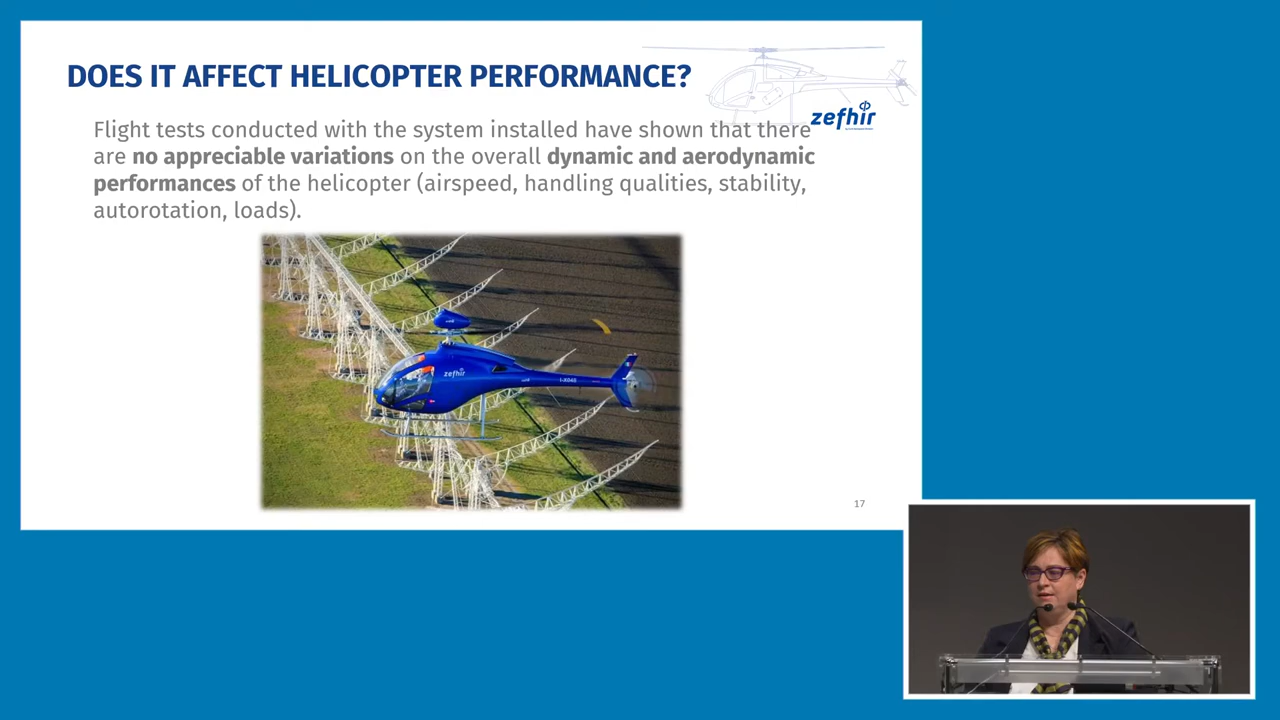 DOES IT AFFECT HELICOPTER PERFORMANCE?
zefhir
Flight tests conducted with the system installed have shown that there
are no appreciable variations on the overall dynamic and aerodynamic
performances of the helicopter (airspeed, handling qualities, stability,
autorotation, loads).
zefhir
I-XOAG
17